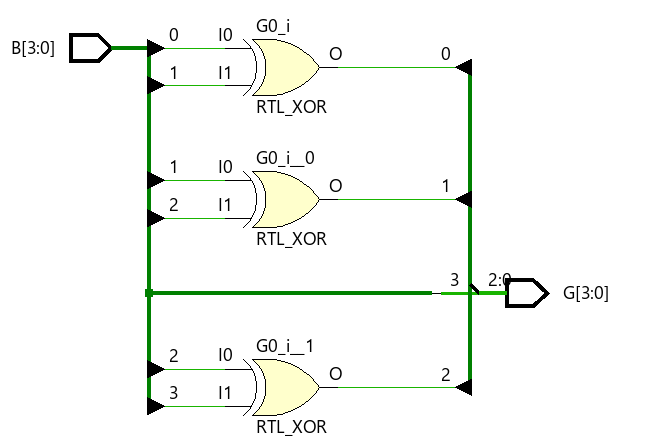 G0_i
B[3:0]
0 I0
O 0
1 I1
RTL_XOR
G0_i__0
1 I0
O 1
2 I1
RTL_XOR
3 2:0
G[3:0]
G0_i__1
2 I0
O 2
3 I1
RTL_XOR